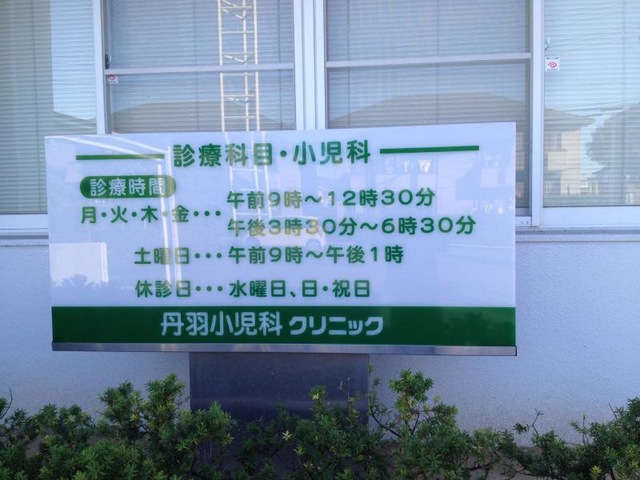 診療科目・小児科
診療時間
月・火・木・金・・・午前9時～12時30分
午後3時30分～6時30分
土曜日・・・午前9時～午後1時
休診日・・・水曜日、日・祝日
丹羽小児科クリニック